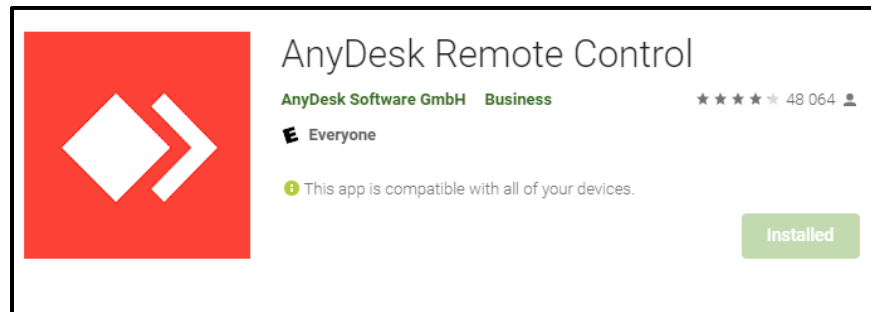 AnyDesk Remote Control
AnyDesk Software GmbH Business 48 064
E Everyone
This app is compatible with all of your devices.
Installed